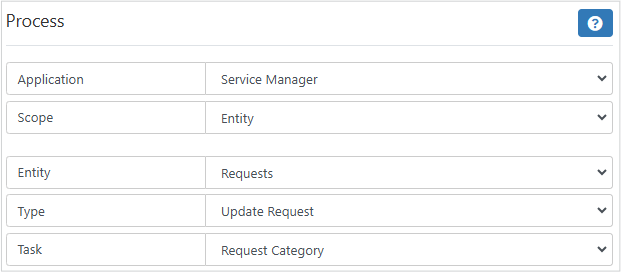 Process
Application Service Manager
Scope Entity
Entity Requests
Type Update Request
Task Request Category